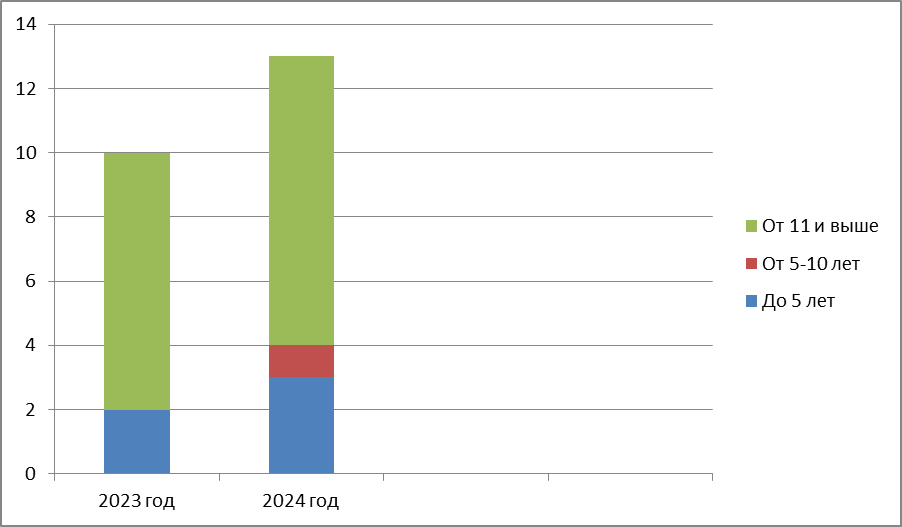 14
12
10
8
6
4
2
0
2023 год
2024 год
От 11 и выше
От 5-10 лет
До 5 лет